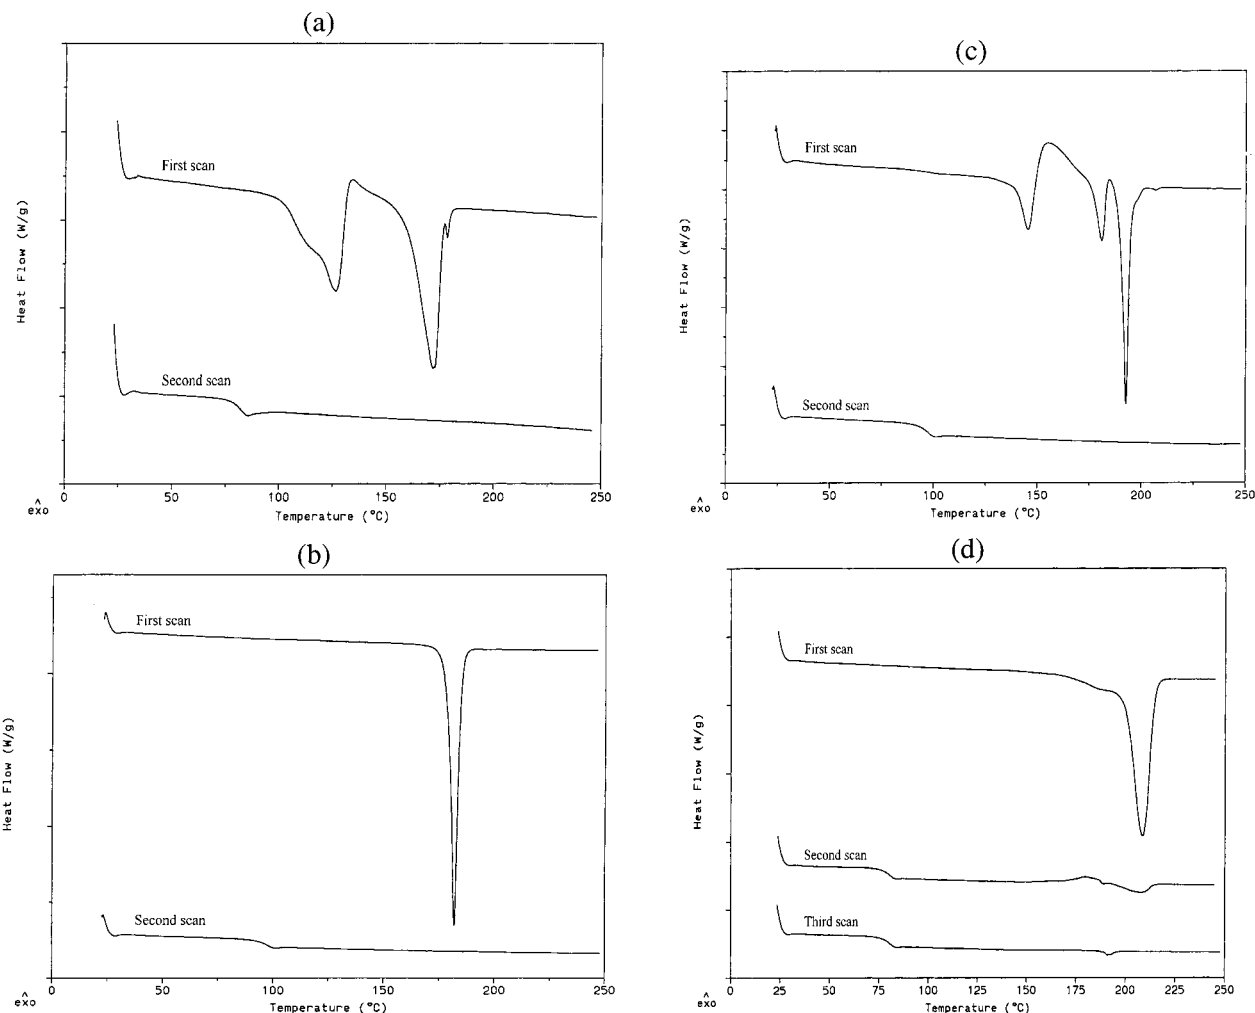 (a)
Heat Flow (W/g)
First scan
Second scan
0 50 100 150 200 250
^
exo
Temperature (°C)
(b)
Heat Flow (W/g)
First scan
Second scan
0 50 100 150 200 250
^
exo
Temperature (°C)
(c)
Heat Flow (W/g)
First scan
Second scan
0 50 100 150 200 250
^
exo
Temperature (°C)
(d)
Heat Flow (W/g)
First scan
Second scan
Third scan
0 25 50 75 100 125 150 175 200 225 250
^
exo
Temperature (°C)